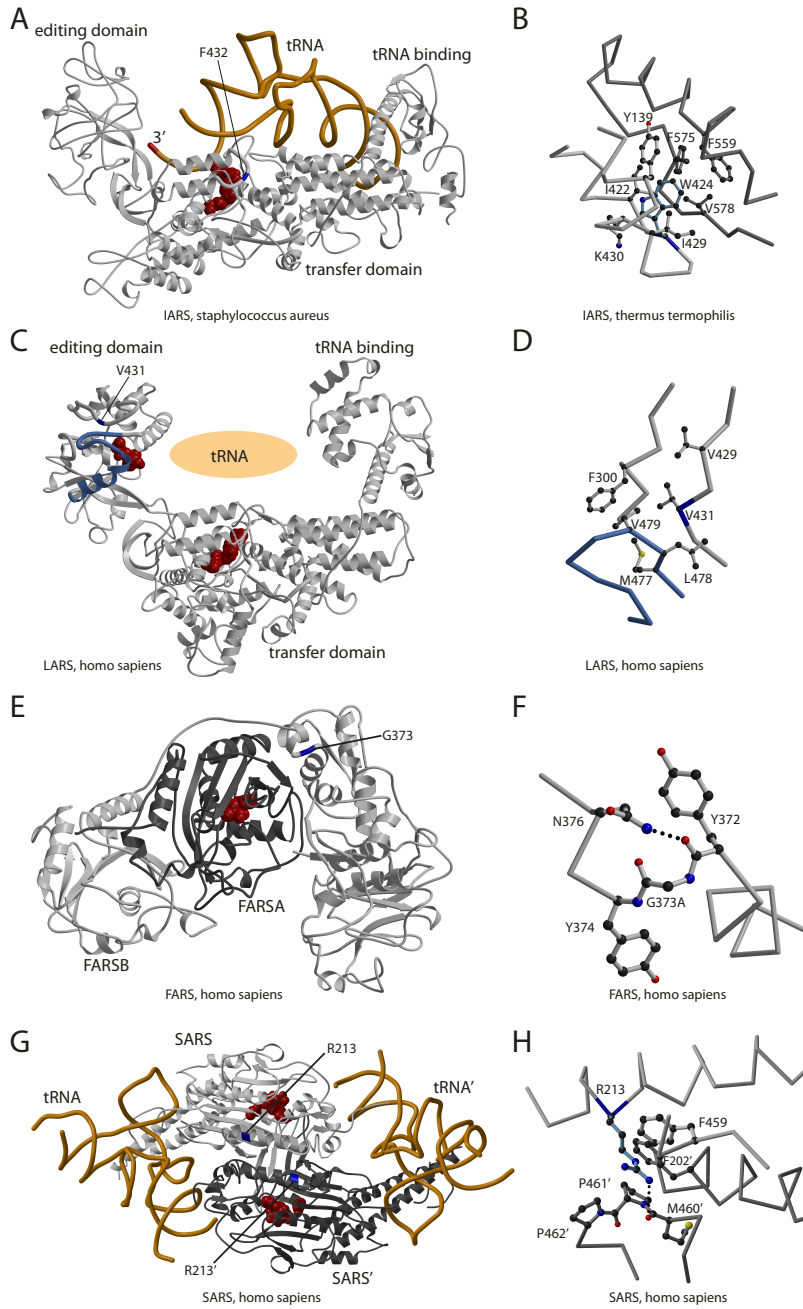 A
editing domain
F432
tRNA
tRNA binding
3’
transfer domain
IARS, staphylococcus aureus
B
Y139
F575
F559
I422
W424
V578
I429
K430
IARS, thermus termophilis
C
editing domain
V431
tRNA binding
tRNA
transfer domain
LARS, homo sapiens
D
V429
F300
V431
V479
M477
L478
LARS, homo sapiens
E
G373
FARSA
FARSB
FARS, homo sapiens
F
N376
Y372
G373A
Y374
FARS, homo sapiens
G
SARS
R213
tRNA
tRNA’
R213’
SARS’
SARS, homo sapiens
H
R213
F459
F202’
P461’
M460’
P462’
SARS, homo sapiens